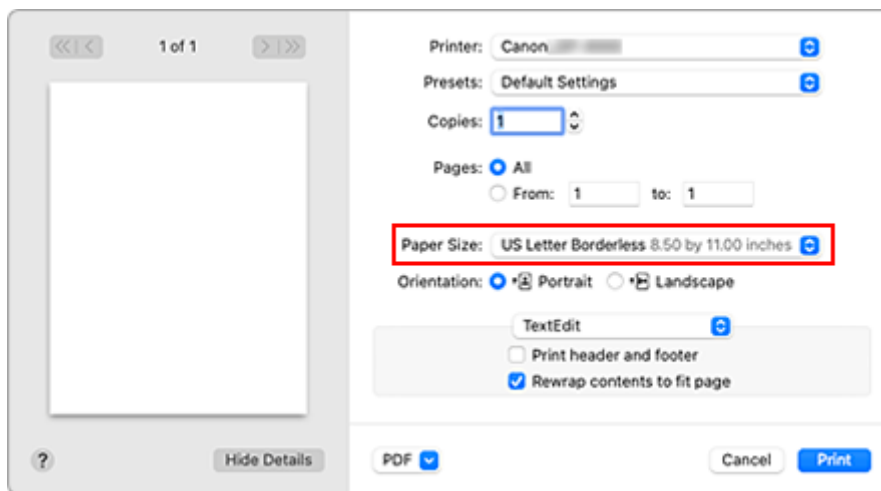 1 of 1
Printer: Canon
Presets: Default Settings
Copies: 1
Pages: All
From: 1 to: 1
Paper Size: US Letter Borderless 8.50 by 11.00 inches
Orientation: Portrait Landscape
TextEdit
Print header and footer
Rewrap contents to fit page
? Hide Details PDF Cancel Print